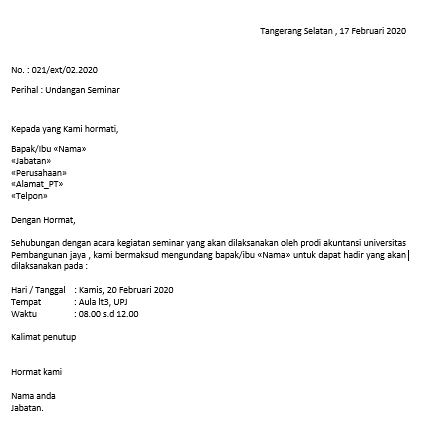 Tangerang Selatan , 17 Februari 2020
No. : 021/ext/02.2020
Perihal : Undangan Seminar
Kepada yang Kami hormati,
Bapak/Ibu «Nama»
«Jabatan»
«Perusahaan»
«Alamat_PT»
«Telpon»
Dengan Hormat,
Sehubungan dengan acara kegiatan seminar yang akan dilaksanakan oleh prodi akuntansi universitas
Pembangunan jaya , kami bermaksud mengundang bapak/ibu «Nama» untuk dapat hadir yang akan
dilaksanakan pada :
Hari / Tanggal : Kamis, 20 Februari 2020
Tempat : Aula lt3, UPJ
Waktu : 08.00 s.d 12.00
Kalimat penutup
Hormat kami
Nama anda
Jabatan.